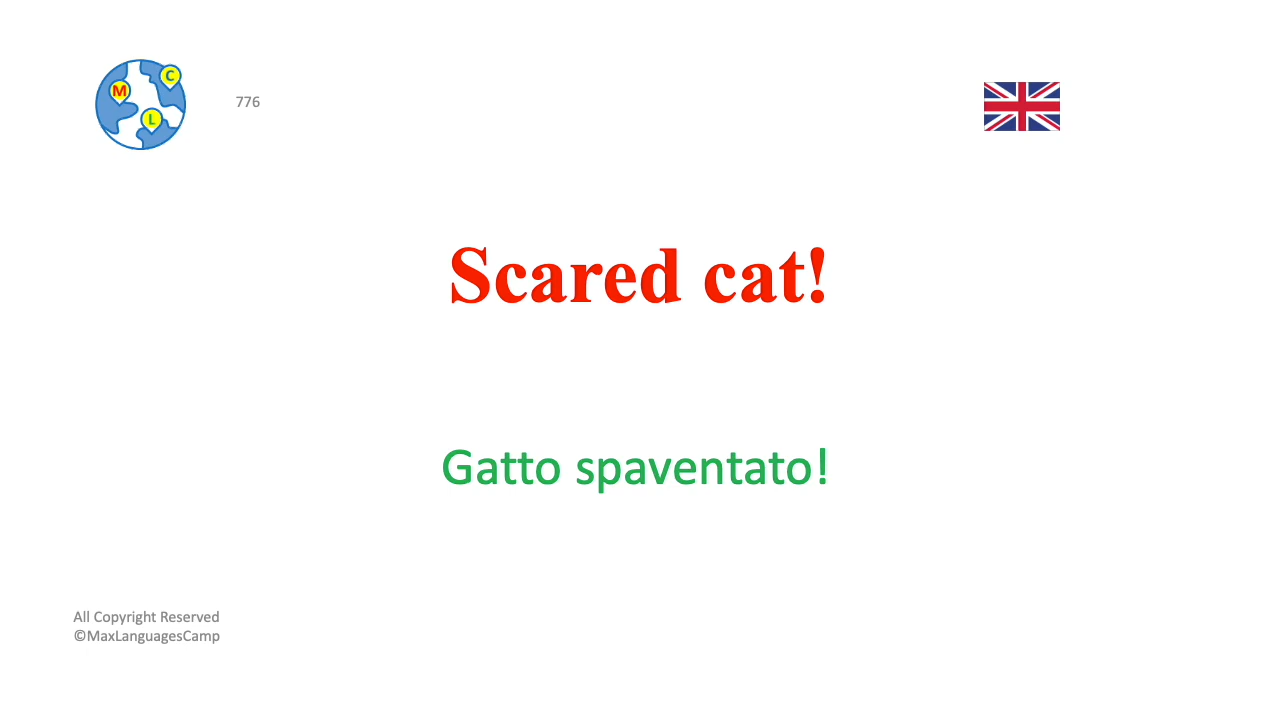 M
C
L
776
Scared cat!
Gatto spaventato!
All Copyright Reserved
©MaxLanguagesCamp